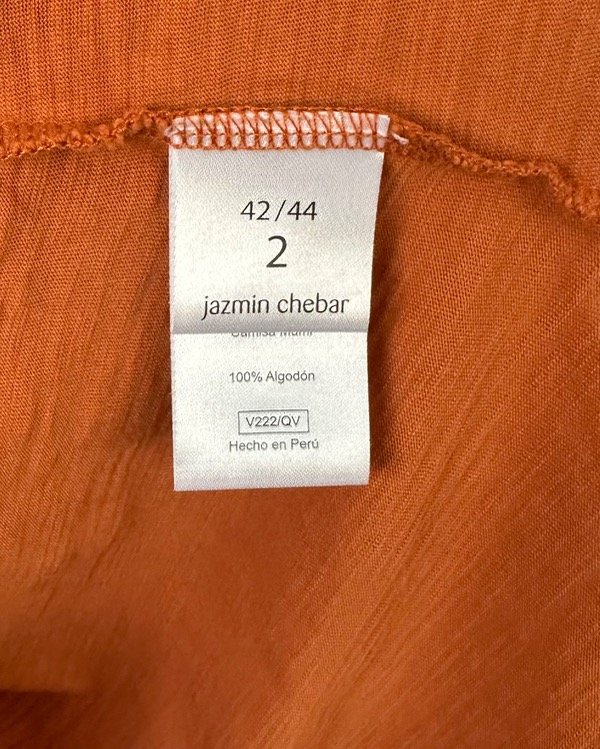 42/44
2
jazmin chebar
100% Algodón
V222/QV
Hecho en Perú